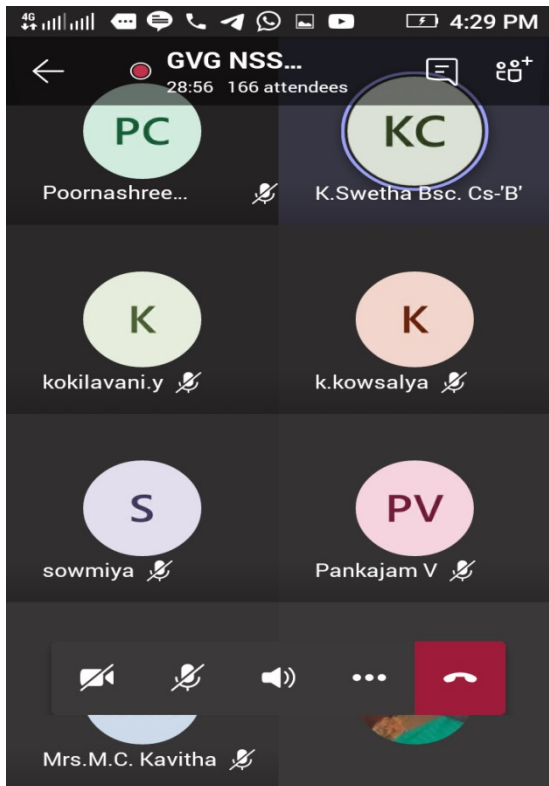 4G 4:29 PM
GVG NSS...
28:56 166 attendees
PC KC
Poornashree... K.Swetha Bsc. Cs-'B'
K K
kokilavani.y k.kowsalya
S PV
sowmiya Pankajam V
Mrs.M.C. Kavitha